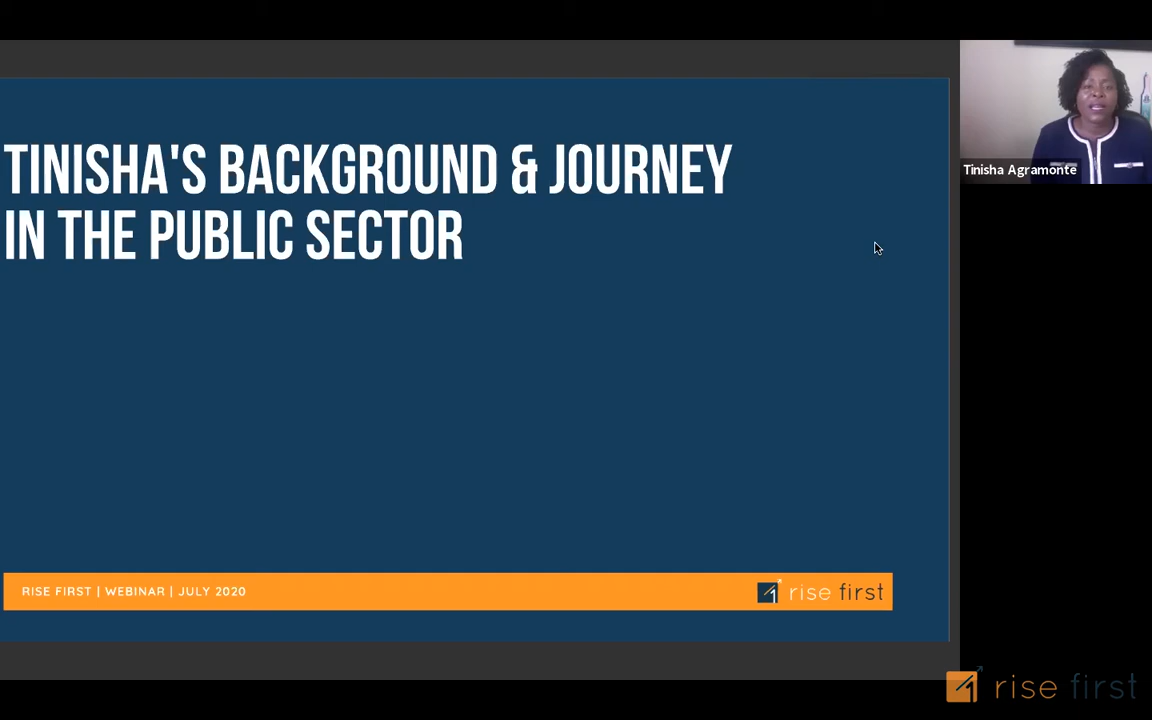 TINISHA'S BACKGROUND & JOURNEY
IN THE PUBLIC SECTOR
Tinisha Agramonte
RISE FIRST | WEBINAR | JULY 2020
rise first
rise first